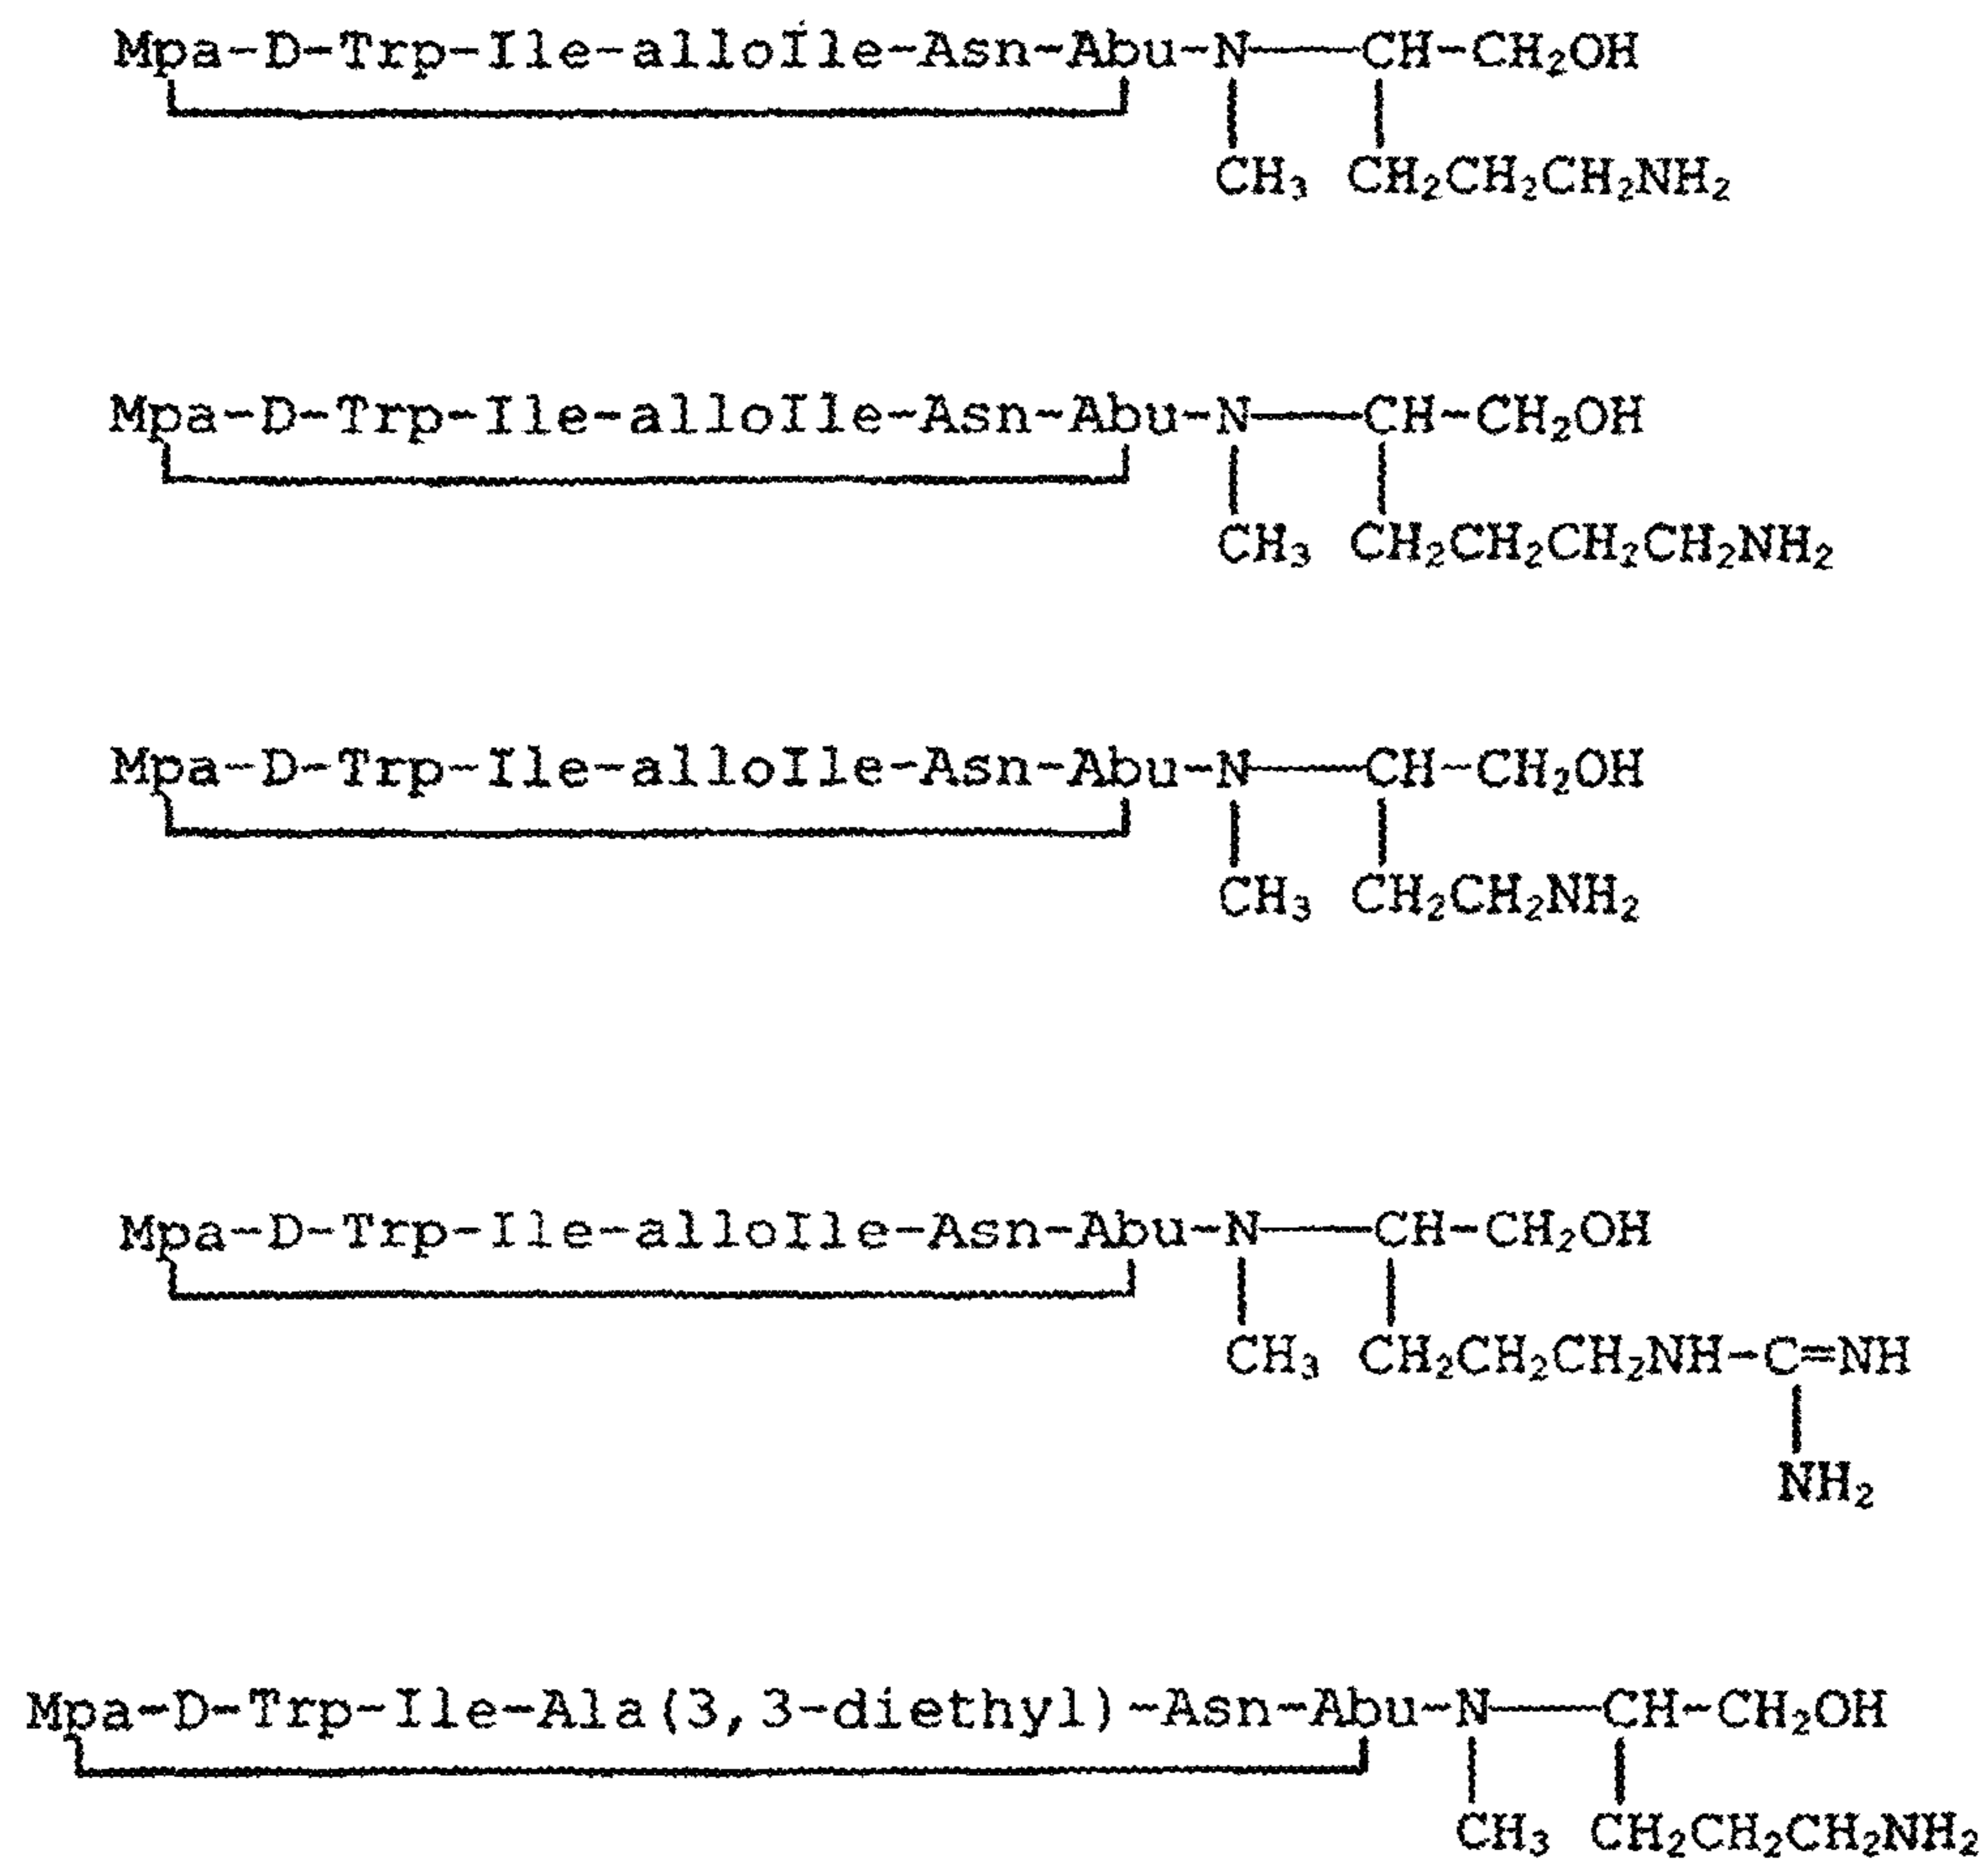 Mpa-D-Trp-Ile-alloIle-Asn-Abu-N——CH-CH₂OH
CH₃ CH₂CH₂CH₂NH₂
Mpa-D-Trp-Ile-alloIle-Asn-Abu-N——CH-CH₂OH
CH₃ CH₂CH₂CH₂CH₂NH₂
Mpa-D-Trp-Ile-alloIle-Asn-Abu-N——CH-CH₂OH
CH₃ CH₂CH₂NH₂
Mpa-D-Trp-Ile-alloIle-Asn-Abu-N——CH-CH₂OH
CH₃ CH₂CH₂CH₂NH-C=NH
NH₂
Mpa-D-Trp-Ile-Ala(3,3-diethyl)-Asn-Abu-N——CH-CH₂OH
CH₃ CH₂CH₂CH₂NH₂